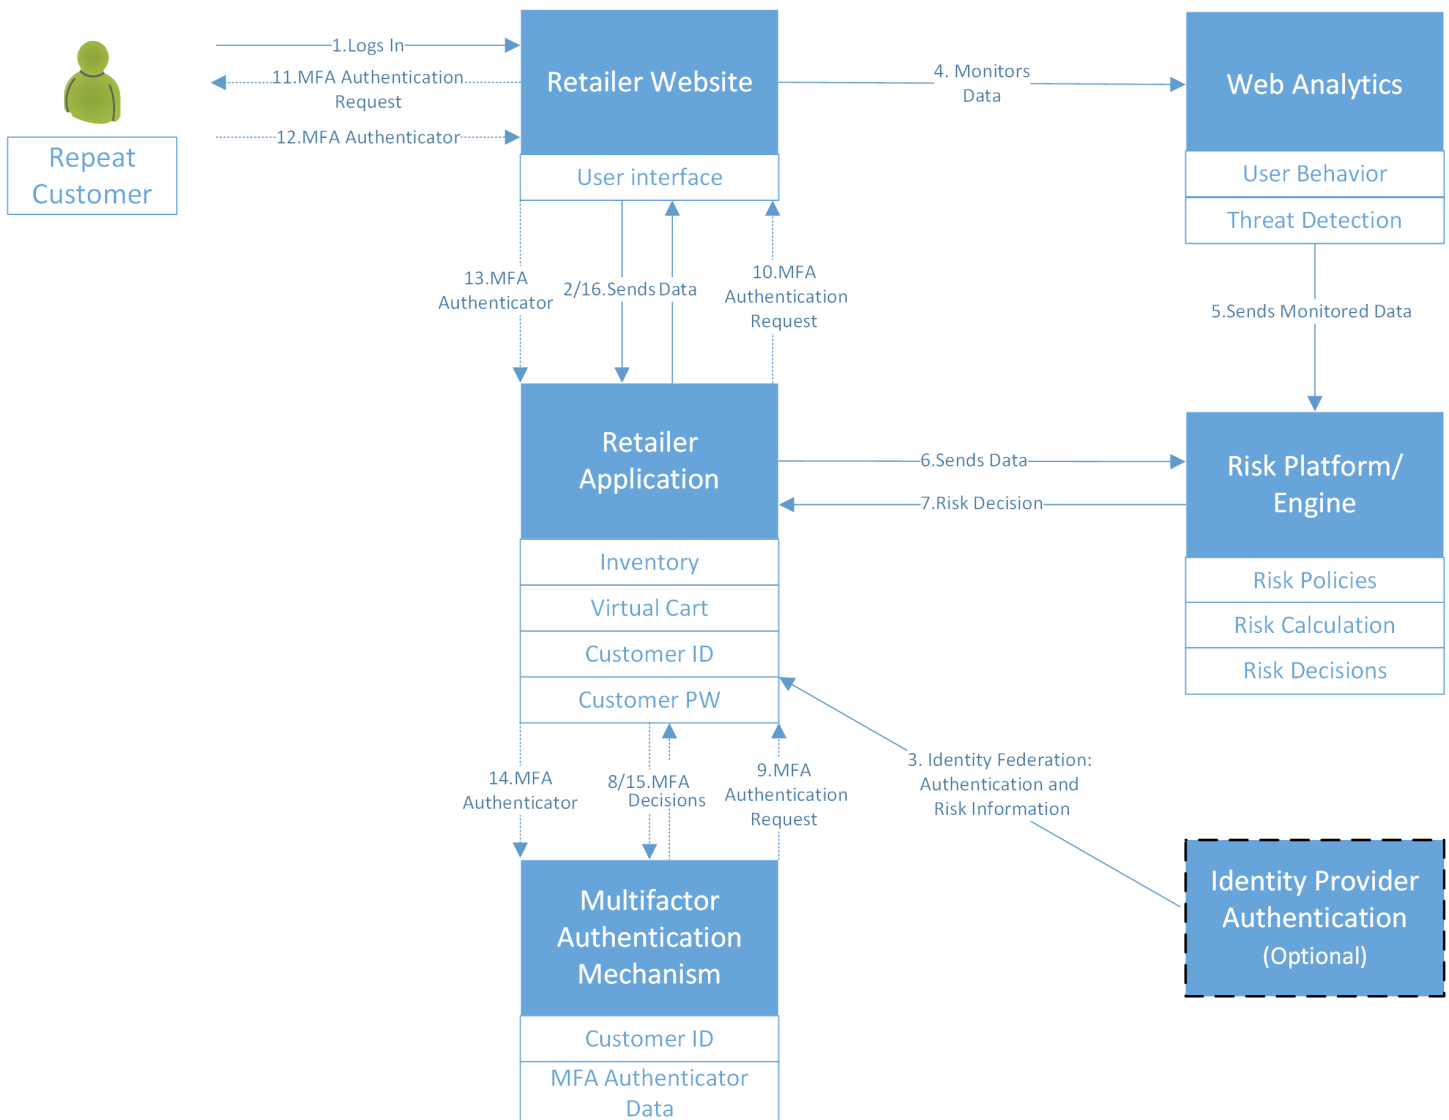 1.Logs In
11.MFA Authentication
Request
12.MFA Authenticator
Repeat
Customer
Retailer Website
User interface
4. Monitors
Data
Web Analytics
User Behavior
Threat Detection
13.MFA
Authenticator
2/16.Sends Data
10.MFA
Authentication
Request
5.Sends Monitored Data
Retailer
Application
Inventory
Virtual Cart
Customer ID
Customer PW
6.Sends Data
7.Risk Decision
Risk Platform/
Engine
Risk Policies
Risk Calculation
Risk Decisions
14.MFA
Authenticator
8/15.MFA
Decisions
9.MFA
Authentication
Request
3. Identity Federation:
Authentication and
Risk Information
Identity Provider
Authentication
(Optional)
Multifactor
Authentication
Mechanism
Customer ID
MFA Authenticator
Data